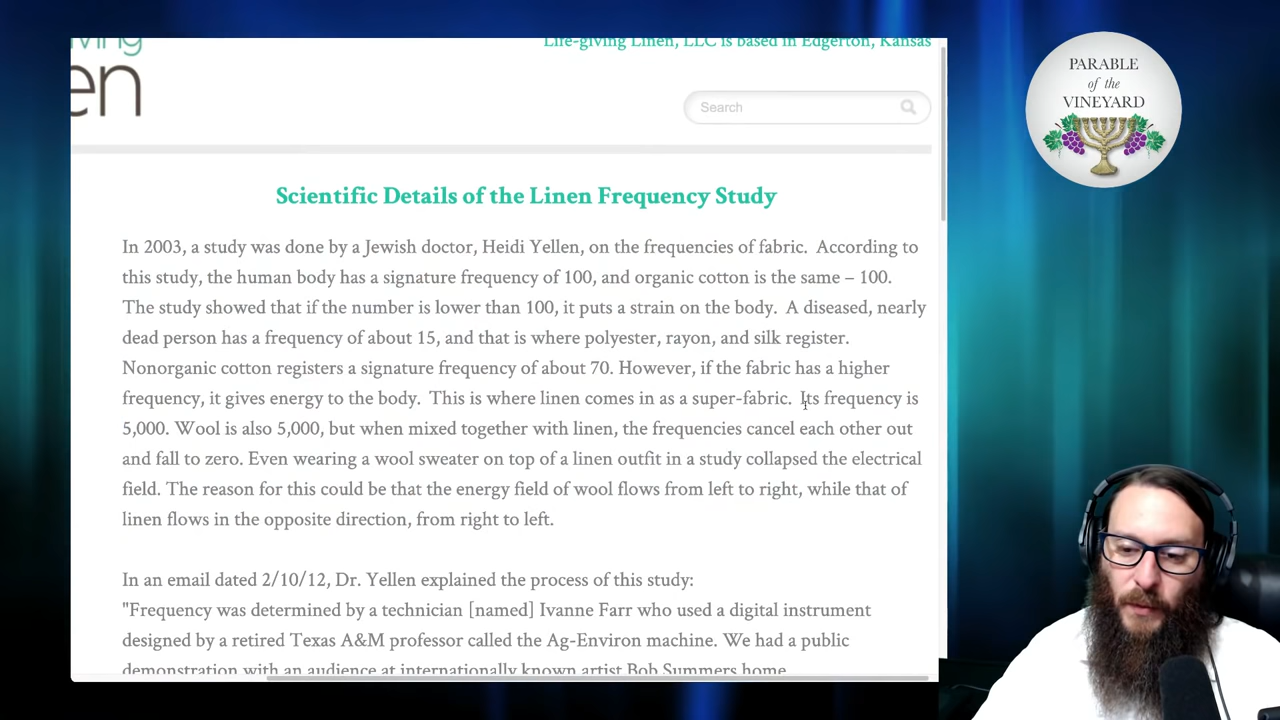 ving
en
Life-giving Linen, LLC is based in Edgerton, Kansas
Search
PARABLE
of the
VINEYARD
Scientific Details of the Linen Frequency Study
In 2003, a study was done by a Jewish doctor, Heidi Yellen, on the frequencies of fabric.  According to
this study, the human body has a signature frequency of 100, and organic cotton is the same – 100.
The study showed that if the number is lower than 100, it puts a strain on the body.  A diseased, nearly
dead person has a frequency of about 15, and that is where polyester, rayon, and silk register.
Nonorganic cotton registers a signature frequency of about 70. However, if the fabric has a higher
frequency, it gives energy to the body.  This is where linen comes in as a super-fabric.  Its frequency is
5,000. Wool is also 5,000, but when mixed together with linen, the frequencies cancel each other out
and fall to zero. Even wearing a wool sweater on top of a linen outfit in a study collapsed the electrical
field. The reason for this could be that the energy field of wool flows from left to right, while that of
linen flows in the opposite direction, from right to left.
In an email dated 2/10/12, Dr. Yellen explained the process of this study:
"Frequency was determined by a technician [named] Ivanne Farr who used a digital instrument
designed by a retired Texas A&M professor called the Ag-Environ machine. We had a public
demonstration with an audience at internationally known artist Bob Summers home.